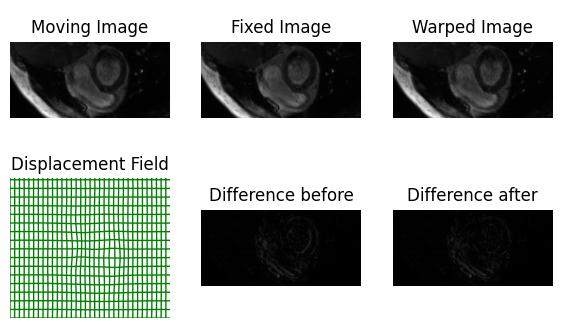 Moving Image
Fixed Image
Warped Image
Displacement Field
Difference before
Difference after